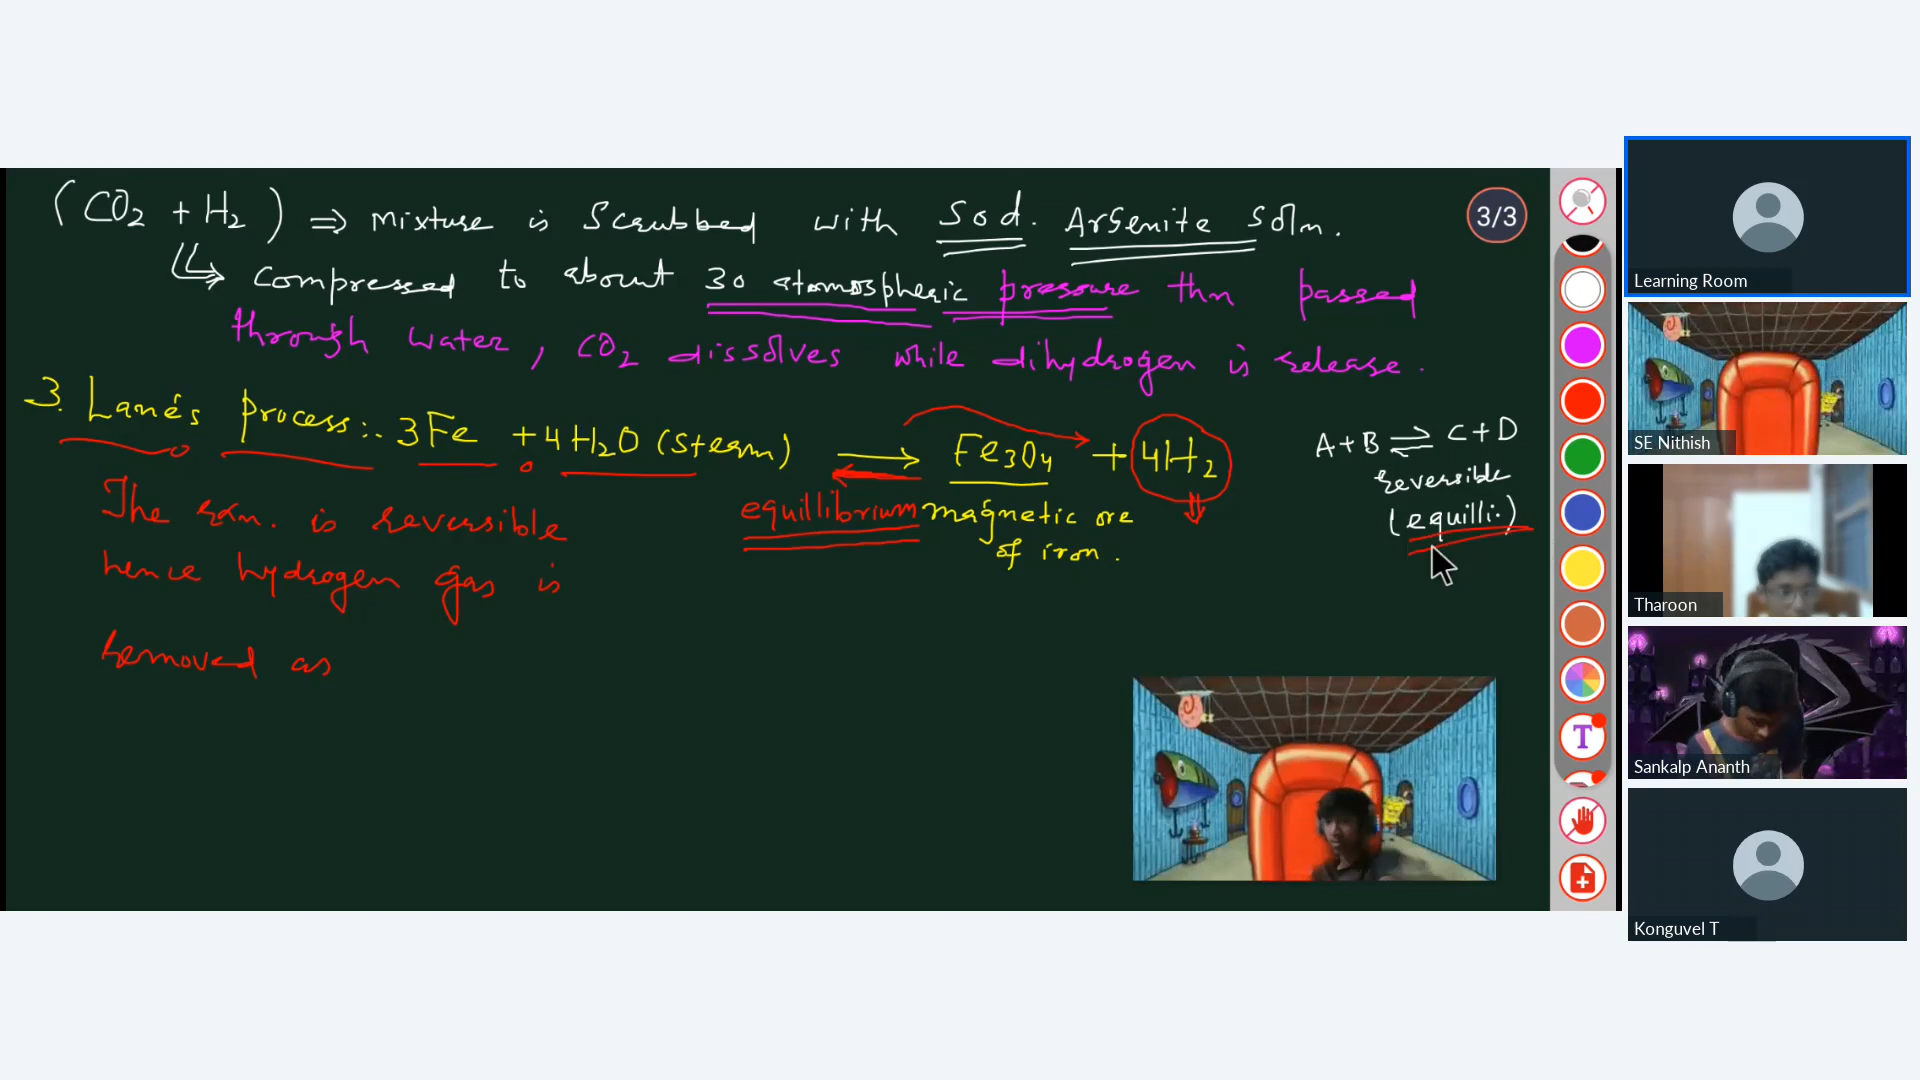 (CO2 + H2) ⇒ mixture is Scrubbed with Sod. Arsenite Soln.
3/3
compressed to about 30 atomospheric pressure thn passed
through water, CO2 dissolves while dihydrogen is release.
3. Lane's process:- 3Fe + 4H2O (steam) → Fe3O4 + 4H2
A + B ⇌ C + D
reversible
(equilli:)
equillibrium
magnetic ore
of iron.
The rxn. is reversible
hence hydrogen gas is
removed as
T
Learning Room
SE Nithish
Tharoon
Sankalp Ananth
Konguvel T